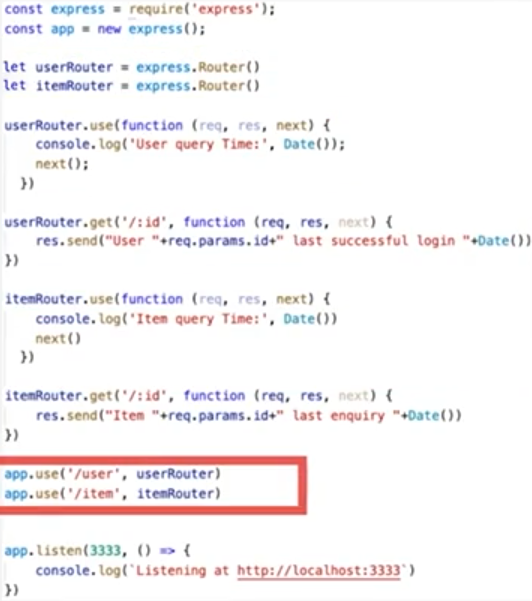 const express = require('express');
const app = new express();
let userRouter = express.Router()
let itemRouter = express.Router()
userRouter.use(function (req, res, next) {
console.log('User query Time:', Date());
next();
})
userRouter.get('/:id', function (req, res, next) {
res.send("User "+req.params.id+" last successful login "+Date())
})
itemRouter.use(function (req, res, next) {
console.log('Item query Time:', Date())
next()
})
itemRouter.get('/:id', function (req, res, next) {
res.send("Item "+req.params.id+" last enquiry "+Date())
})
app.use('/user', userRouter)
app.use('/item', itemRouter)
app.listen(3333, () => {
console.log(`Listening at http://localhost:3333`)
})